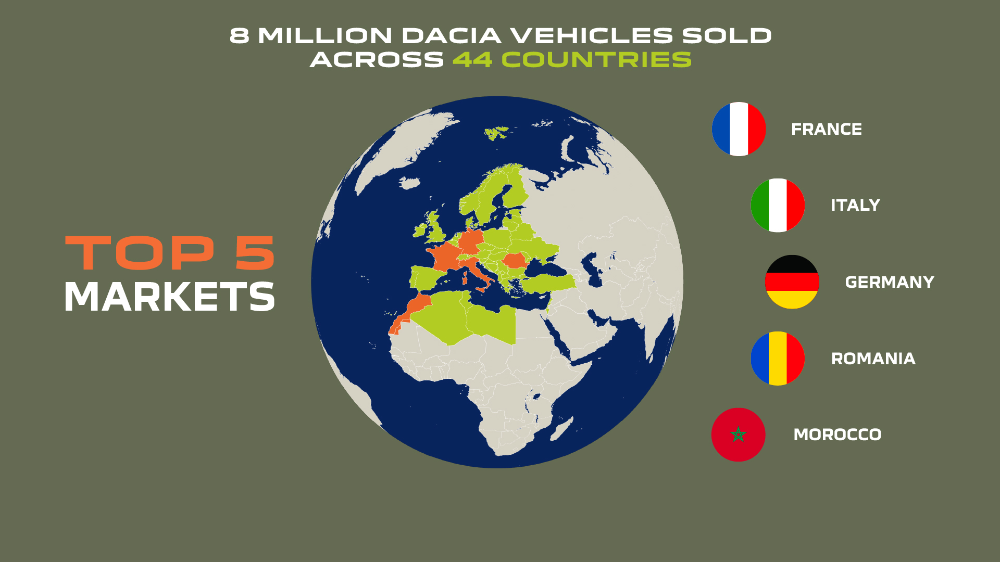 8 MILLION DACIA VEHICLES SOLD
ACROSS 44 COUNTRIES
TOP 5
MARKETS
FRANCE
ITALY
GERMANY
ROMANIA
MOROCCO